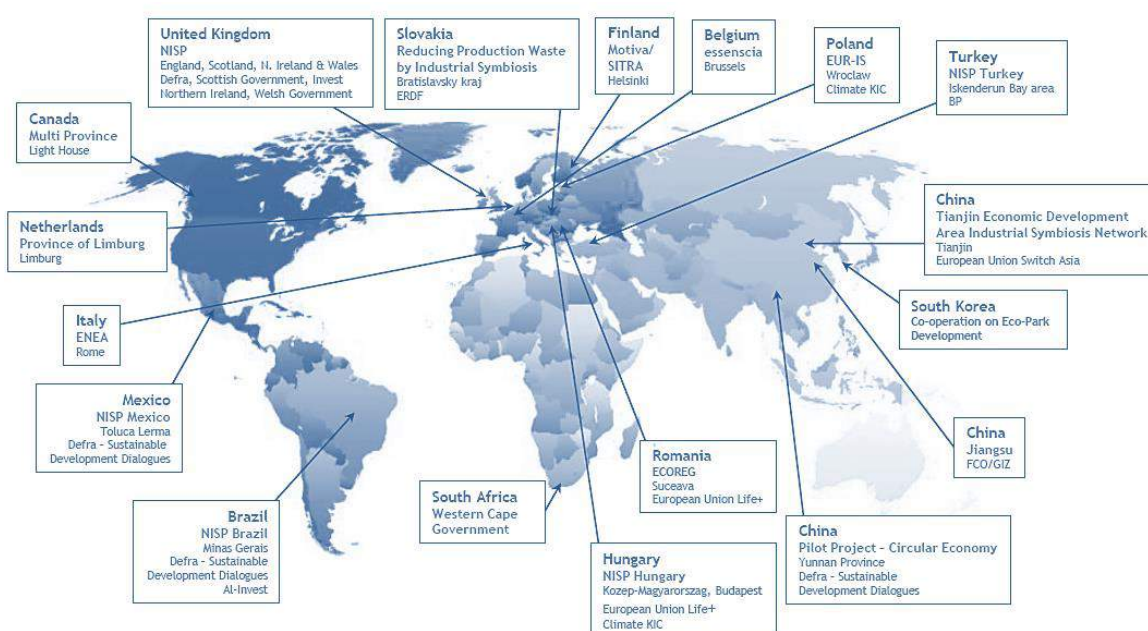 United Kingdom
NISP
England, Scotland, N. Ireland & Wales
Defra, Scottish Government, Invest
Northern Ireland, Welsh Government
Slovakia
Reducing Production Waste
by Industrial Symbiosis
Bratislavsky kraj
ERDF
Finland
Motiva/
SITRA
Helsinki
Belgium
essenscia
Brussels
Poland
EUR-IS
Wroclaw
Climate KIC
Turkey
NISP Turkey
Iskenderun Bay area
BP
Canada
Multi Province
Light House
Netherlands
Province of Limburg
Limburg
China
Tianjin Economic Development
Area Industrial Symbiosis Network
Tianjin
European Union Switch Asia
Italy
ENEA
Rome
South Korea
Co-operation on Eco-Park
Development
Mexico
NISP Mexico
Toluca Lerma
Defra - Sustainable
Development Dialogues
China
Jiangsu
FCO/GIZ
Romania
ECOREG
Suceava
European Union Life+
South Africa
Western Cape
Government
Brazil
NISP Brazil
Minas Gerais
Defra - Sustainable
Development Dialogues
Al-Invest
China
Pilot Project - Circular Economy
Yunnan Province
Defra - Sustainable
Development Dialogues
Hungary
NISP Hungary
Kozep-Magyarorszag, Budapest
European Union Life+
Climate KIC